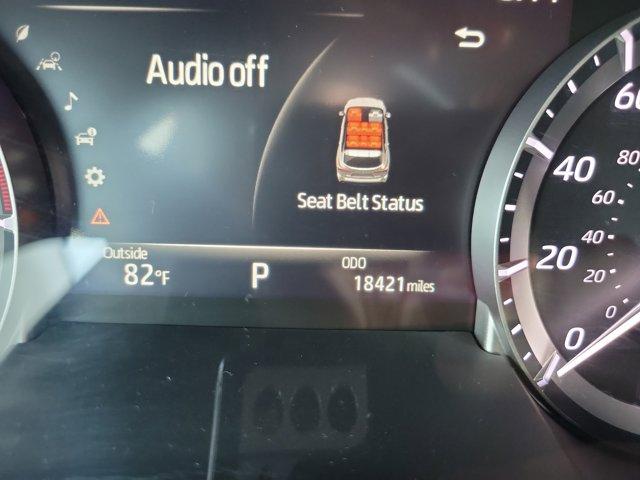 Audio off
Seat Belt Status
Outside
82°F
P
ODO
18421 miles
60
40
20
0
80
60
40
20
0